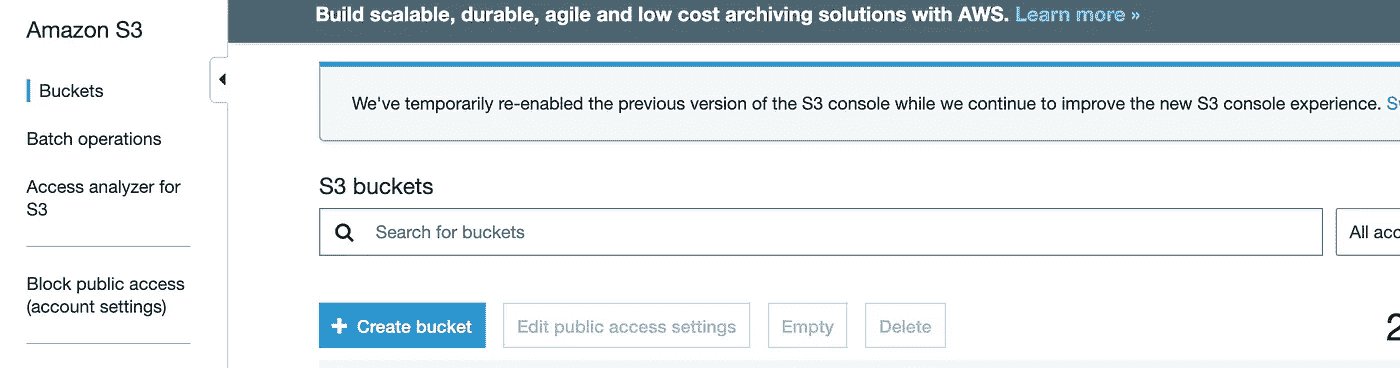 Amazon S3
Buckets
Batch operations
Access analyzer for
S3
Block public access
(account settings)
Build scalable, durable, agile and low cost archiving solutions with AWS. Learn more »
We've temporarily re-enabled the previous version of the S3 console while we continue to improve the new S3 console experience.
S3 buckets
Search for buckets
All
Create bucket Edit public access settings Empty Delete
2